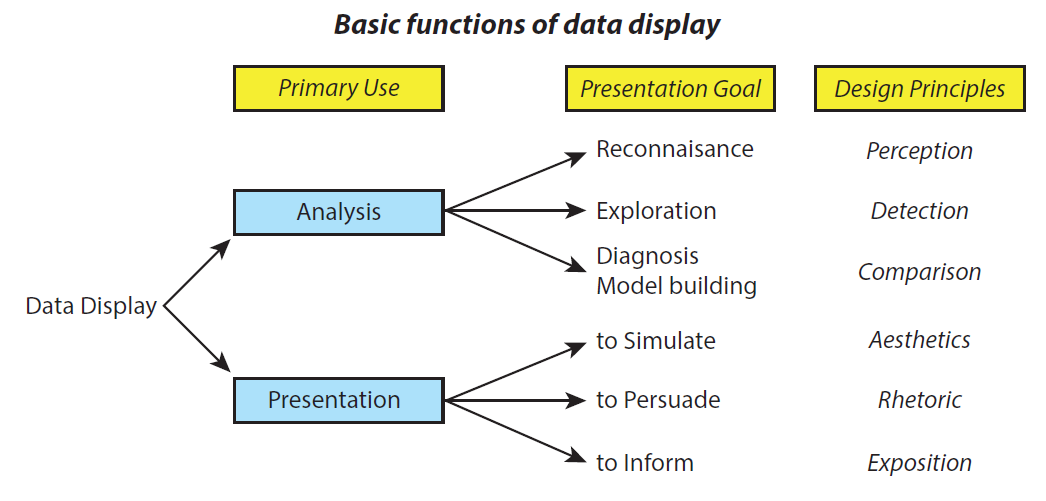 Basic functions of data display
Primary Use
Presentation Goal
Design Principles
Reconnaisance
Perception
Analysis
Exploration
Detection
Diagnosis
Model building
Comparison
Data Display
to Simulate
Aesthetics
Presentation
to Persuade
Rhetoric
to Inform
Exposition